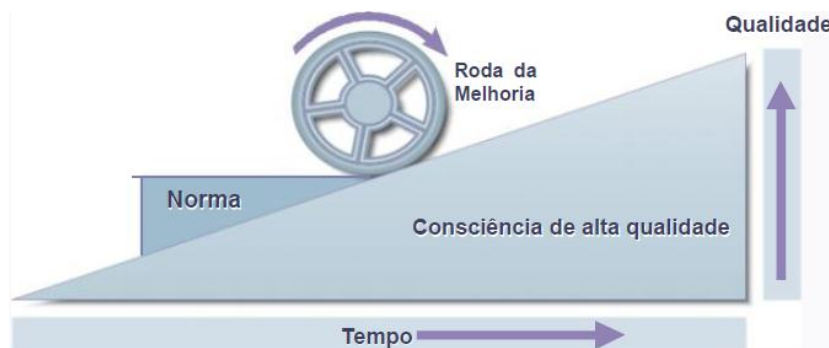 Qualidade
Roda da
Melhoria
Norma
Consciência de alta qualidade
Tempo